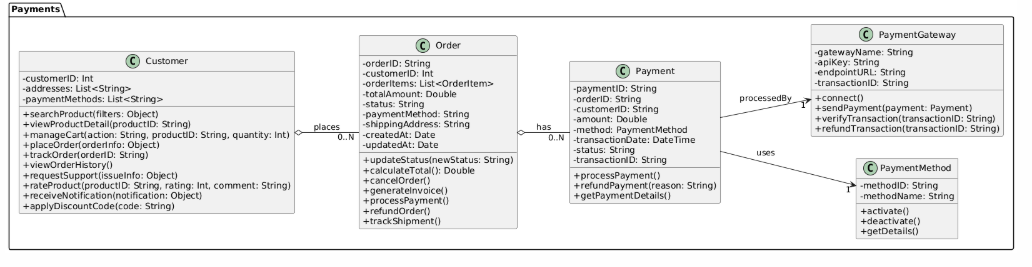 Payments
C Customer
-customerID: Int
-addresses: List<String>
-paymentMethods: List<String>
+searchProduct(filters: Object)
+viewProductDetail(productID: String)
+manageCart(action: String, productID: String, quantity: Int)
+placeOrder(orderInfo: Object)
+trackOrder(orderID: String)
+viewOrderHistory()
+requestSupport(issueInfo: Object)
+rateProduct(productID: String, rating: Int, comment: String)
+receiveNotification(notification: Object)
+applyDiscountCode(code: String)
places
0..N
C Order
-orderID: String
-customerID: Int
-orderItems: List<OrderItem>
-totalAmount: Double
-status: String
-paymentMethod: String
-shippingAddress: String
-createdAt: Date
-updatedAt: Date
+updateStatus(newStatus: String)
+calculateTotal(): Double
+cancelOrder()
+generateInvoice()
+processPayment()
+refundOrder()
+trackShipment()
has
0..N
C Payment
-paymentID: String
-orderID: String
-customerID: String
-amount: Double
-method: PaymentMethod
-transactionDate: DateTime
-status: String
-transactionID: String
+processPayment()
+refundPayment(reason: String)
+getPaymentDetails()
processedBy
1
uses
1
C PaymentGateway
-gatewayName: String
-apiKey: String
-endpointURL: String
-transactionID: String
+connect()
+sendPayment(payment: Payment)
+verifyTransaction(transactionID: String)
+refundTransaction(transactionID: String)
C PaymentMethod
-methodID: String
-methodName: String
+activate()
+deactivate()
+getDetails()